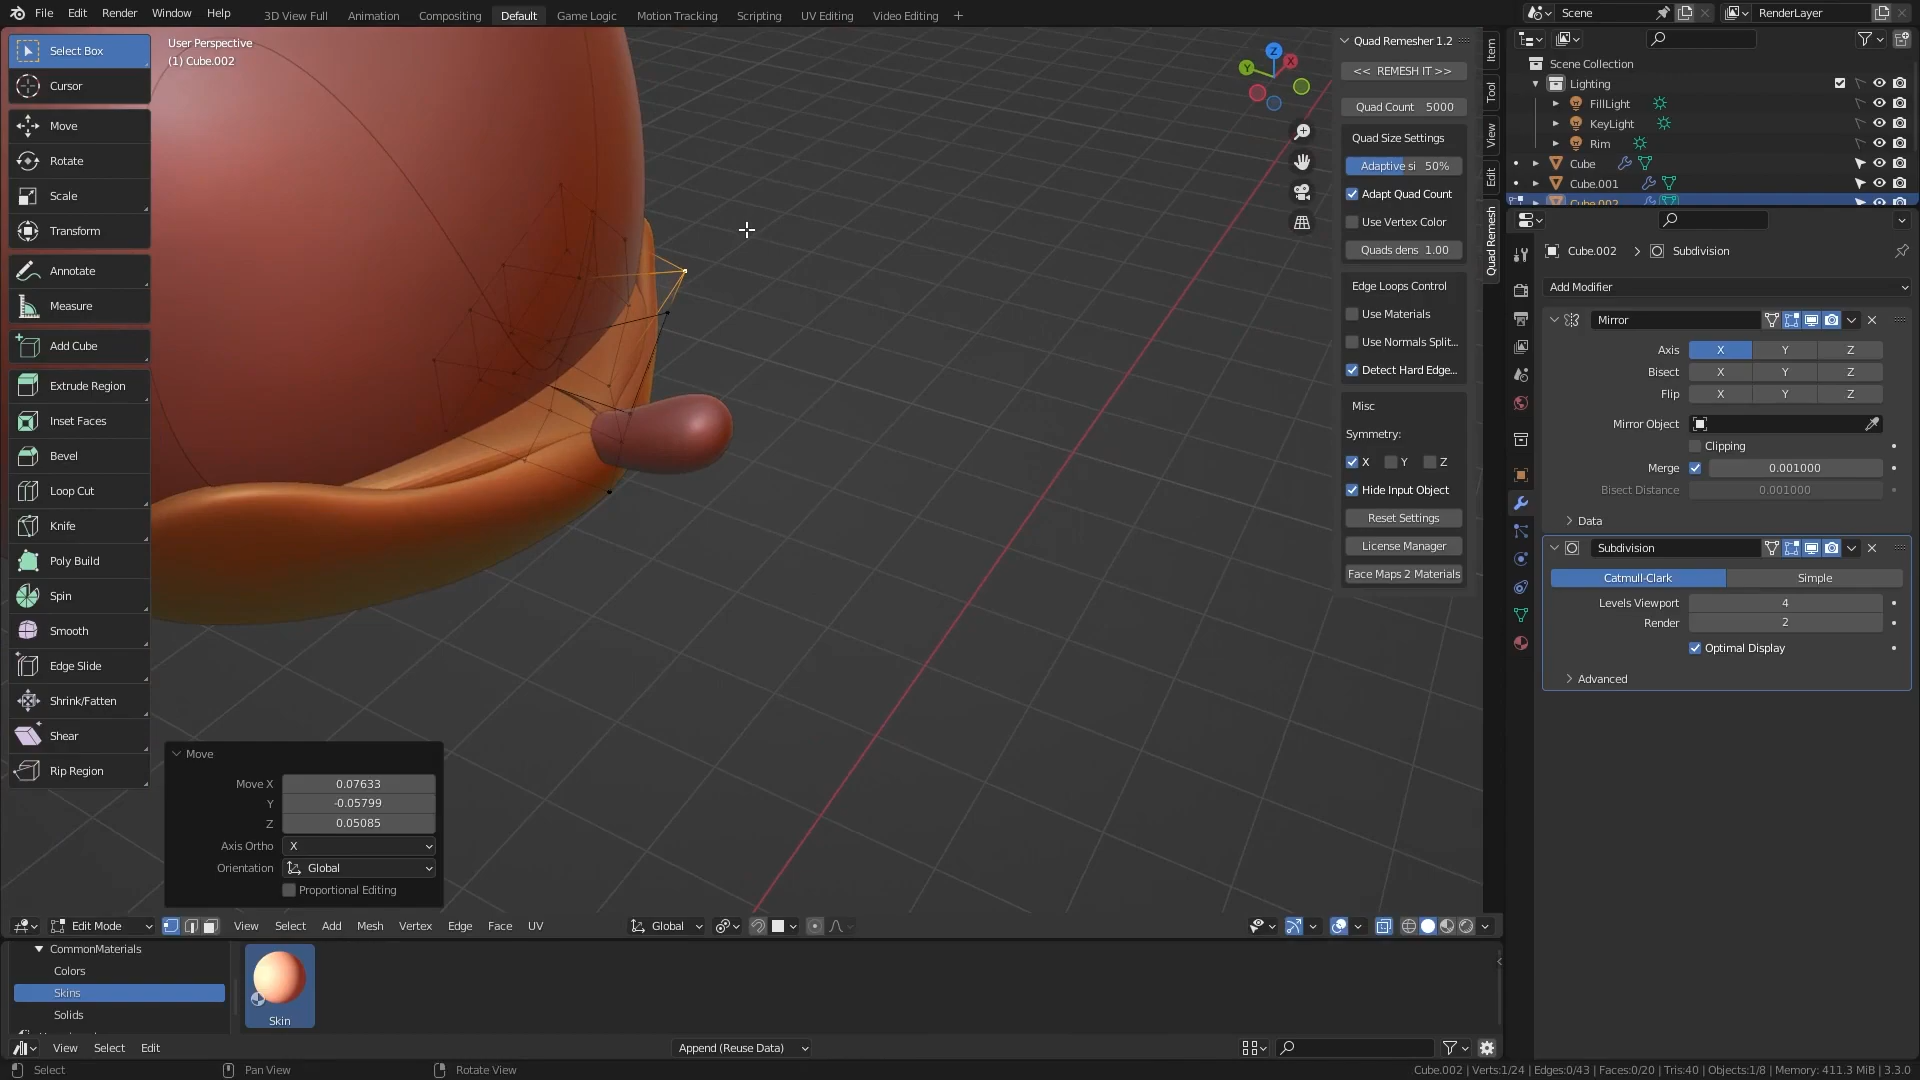 File Edit Render Window Help 3D View Full Animation Compositing Default Game Logic Motion Tracking Scripting UV Editing Video Editing + Scene RenderLayer
Select Box
Cursor
Move
Rotate
Scale
Transform
Annotate
Measure
Add Cube
Extrude Region
Inset Faces
Bevel
Loop Cut
Knife
Poly Build
Spin
Smooth
Edge Slide
Shrink/Fatten
Shear
Rip Region
User Perspective
(1) Cube.002
Z
X
Y
Quad Remesher 1.2
<< REMESH IT >>
Quad Count 5000
Quad Size Settings
Adaptive si 50%
Adapt Quad Count
Use Vertex Color
Quads dens 1.00
Edge Loops Control
Use Materials
Use Normals Split...
Detect Hard Edge...
Misc
Symmetry:
X Y Z
Hide Input Object
Reset Settings
License Manager
Face Maps 2 Materials
Item
Tool
View
Edit
Quad Remesh
Scene Collection
Lighting
FillLight
KeyLight
Rim
Cube
Cube.001
Cube.002
Cube.002 > Subdivision
Add Modifier
Mirror
Axis X Y Z
Bisect X Y Z
Flip X Y Z
Mirror Object
Clipping
Merge 0.001000
Bisect Distance 0.001000
Data
Subdivision
Catmull-Clark Simple
Levels Viewport 4
Render 2
Optimal Display
Advanced
Move
Move X 0.07633
Y -0.05799
Z 0.05085
Axis Ortho X
Orientation Global
Proportional Editing
Edit Mode View Select Add Mesh Vertex Edge Face UV Global
CommonMaterials
Colors
Skins
Solids
Skin
View Select Edit Append (Reuse Data)
Select Pan View Rotate View Cube.002 | Verts:1/24 | Edges:0/43 | Faces:0/20 | Tris:40 | Objects:1/8 | Memory: 411.3 MiB | 3.3.0